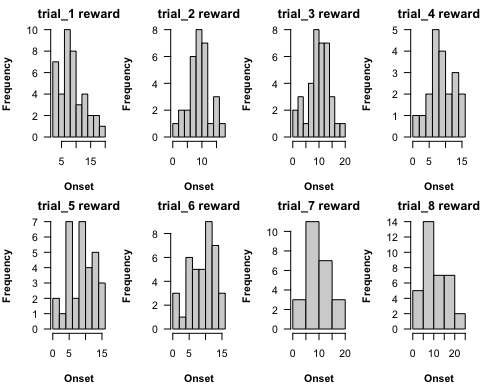 trial_1 reward
Frequency
0 2 4 6 8 10
5 15
Onset
trial_2 reward
Frequency
0 2 4 6 8
0 10
Onset
trial_3 reward
Frequency
0 2 4 6 8
0 5 10 20
Onset
trial_4 reward
Frequency
0 1 2 3 4 5
0 5 15
Onset
trial_5 reward
Frequency
0 1 2 3 4 5 6 7
0 5 15
Onset
trial_6 reward
Frequency
0 2 4 6 8
0 5 15
Onset
trial_7 reward
Frequency
0 2 4 6 8 10
0 5 10 20
Onset
trial_8 reward
Frequency
0 2 4 6 8 10 12 14
0 10 20
Onset